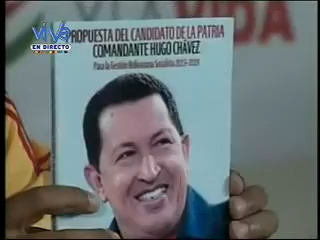 ViVe
EN DIRECTO
VIDA
PROPUESTA DEL CANDIDATO DE LA PATRIA
COMANDANTE HUGO CHÁVEZ
Para la Gestión Bolivariana Socialista 2013-2019